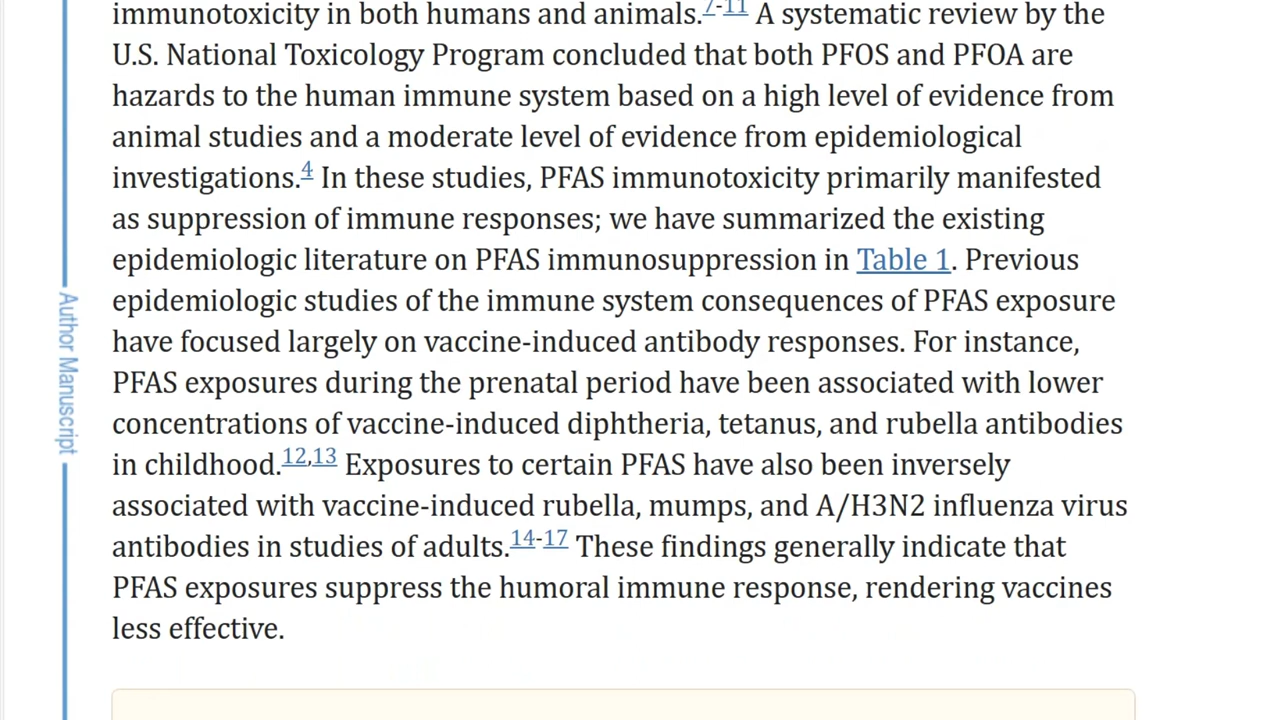 immunotoxicity in both humans and animals.7-11 A systematic review by the
U.S. National Toxicology Program concluded that both PFOS and PFOA are
hazards to the human immune system based on a high level of evidence from
animal studies and a moderate level of evidence from epidemiological
investigations.4 In these studies, PFAS immunotoxicity primarily manifested
as suppression of immune responses; we have summarized the existing
epidemiologic literature on PFAS immunosuppression in Table 1. Previous
epidemiologic studies of the immune system consequences of PFAS exposure
have focused largely on vaccine-induced antibody responses. For instance,
PFAS exposures during the prenatal period have been associated with lower
concentrations of vaccine-induced diphtheria, tetanus, and rubella antibodies
in childhood.12,13 Exposures to certain PFAS have also been inversely
associated with vaccine-induced rubella, mumps, and A/H3N2 influenza virus
antibodies in studies of adults.14-17 These findings generally indicate that
PFAS exposures suppress the humoral immune response, rendering vaccines
less effective.
Author Manuscript